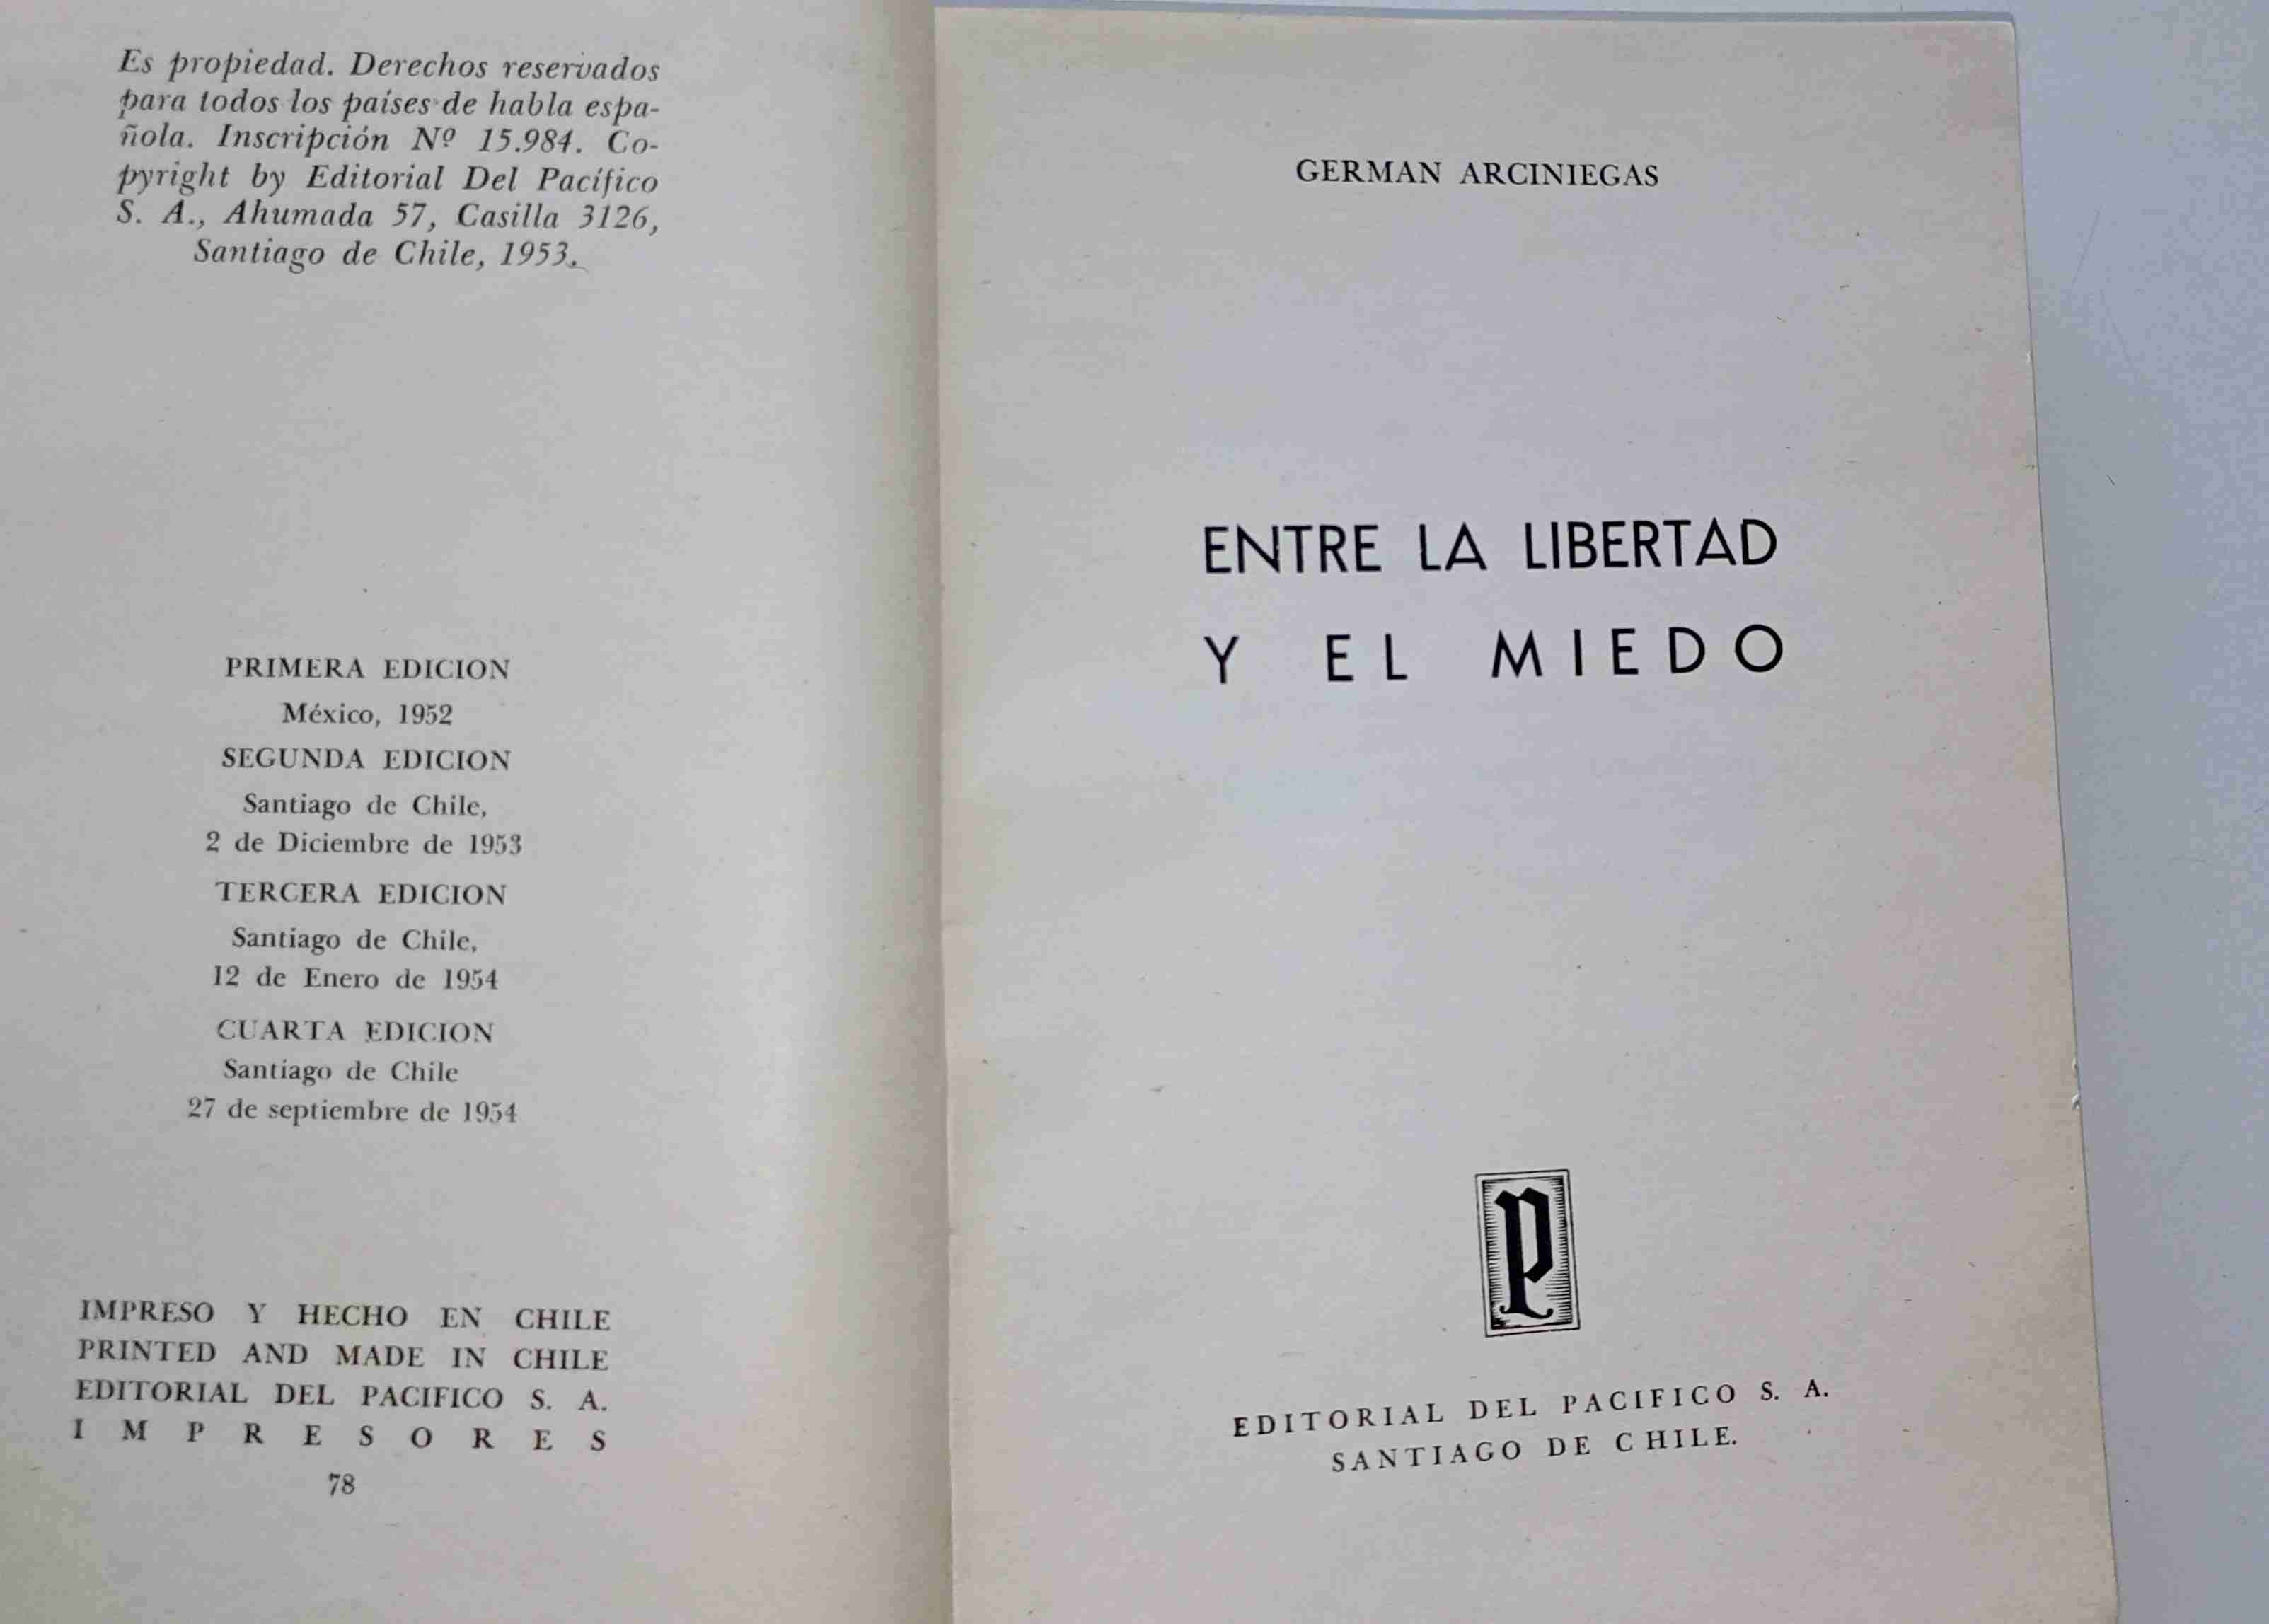 Es propiedad. Derechos reservados
para todos los países de habla espa-
ñola. Inscripción Nº 15.984. Co-
pyright by Editorial Del Pacífico
S. A., Ahumada 57, Casilla 3126,
Santiago de Chile, 1953.
PRIMERA EDICION
México, 1952
SEGUNDA EDICION
Santiago de Chile,
2 de Diciembre de 1953
TERCERA EDICION
Santiago de Chile,
12 de Enero de 1954
CUARTA EDICION
Santiago de Chile
27 de septiembre de 1954
IMPRESO Y HECHO EN CHILE
PRINTED AND MADE IN CHILE
EDITORIAL DEL PACIFICO S. A.
I M P R E S O R E S
78
GERMAN ARCINIEGAS
ENTRE LA LIBERTAD
Y EL MIEDO
P
EDITORIAL DEL PACIFICO S. A.
SANTIAGO DE CHILE.